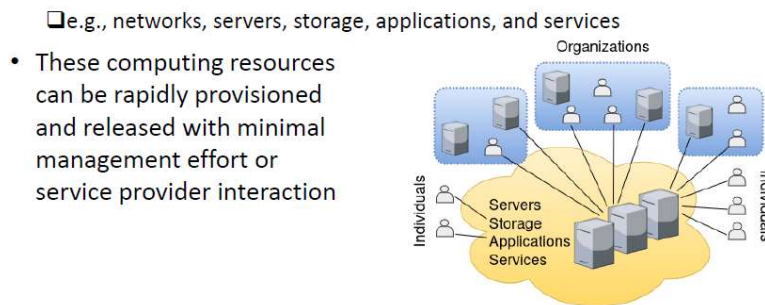 ❑e.g., networks, servers, storage, applications, and services
• These computing resources
can be rapidly provisioned
and released with minimal
management effort or
service provider interaction
Organizations
Individuals
Servers
Storage
Applications
Services